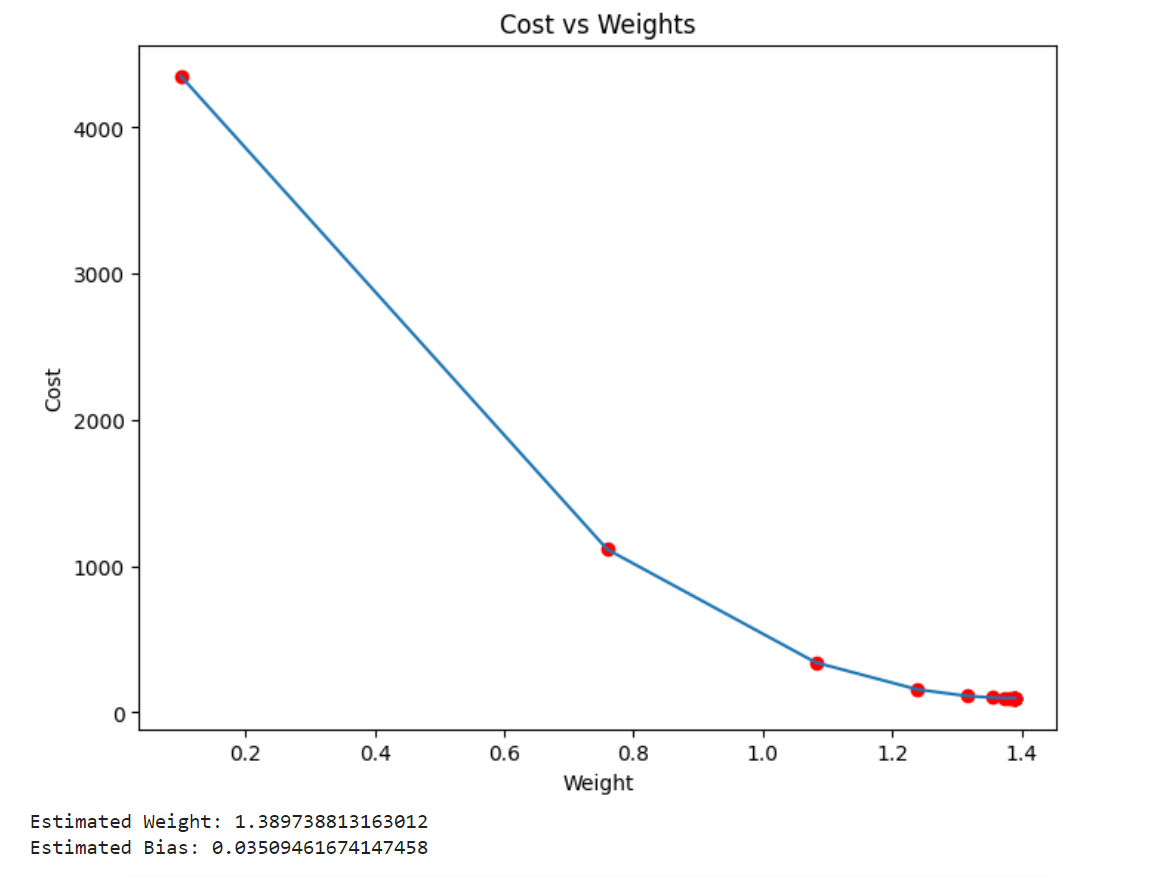 Cost vs Weights
4000
3000
2000
1000
0
Cost
0.2 0.4 0.6 0.8 1.0 1.2 1.4
Weight
Estimated Weight: 1.389738813163012
Estimated Bias: 0.03509461674147458